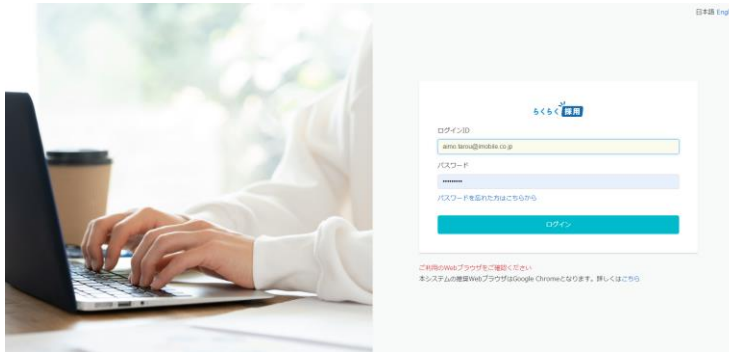 日本語 Engl
らくらく採用
ログインID
aimo.tarou@imobile.co.jp
パスワード
•••••••••
パスワードを忘れた方はこちらから
ログイン
ご利用のWebブラウザをご確認ください
本システムの推奨WebブラウザはGoogle Chromeとなります。詳しくはこちら